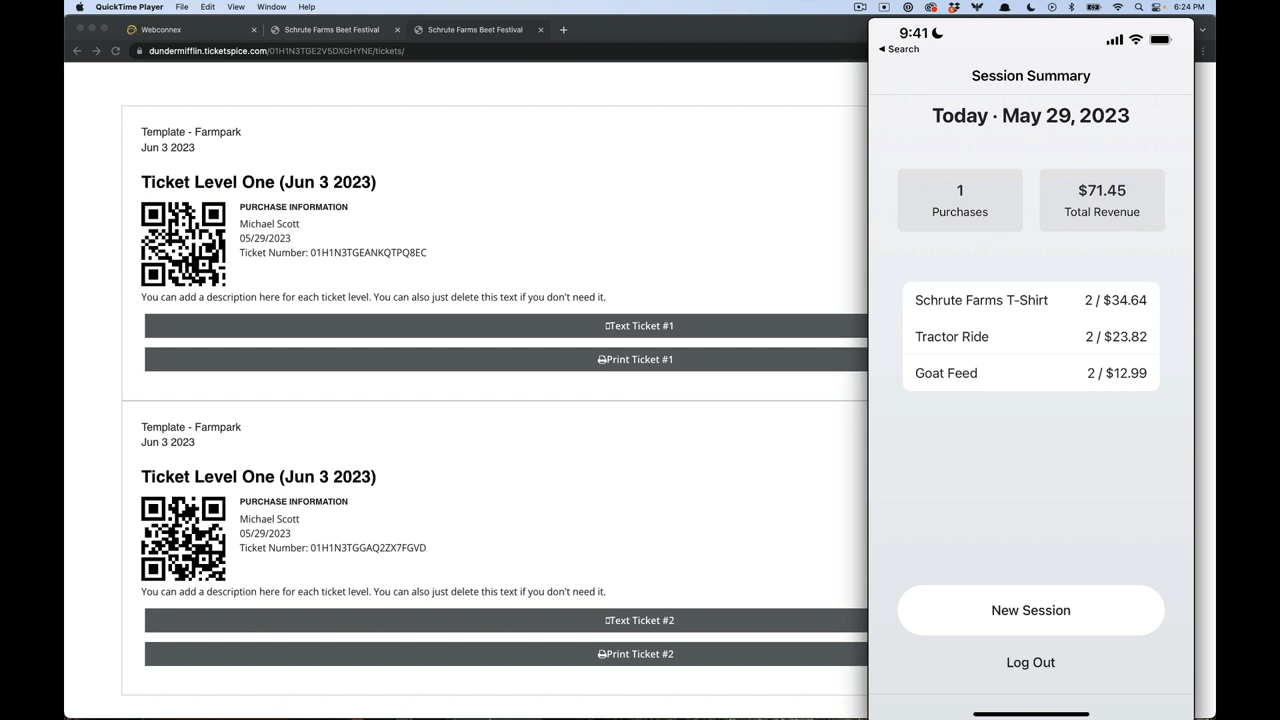 QuickTime Player File Edit View Window Help
6:24 PM
Webconnex
Schrute Farms Beet Festival
Schrute Farms Beet Festival
dundermifflin.ticketspice.com/01H1N3TGE2V5DXGHYNE/tickets/
Template - Farmpark
Jun 3 2023
Ticket Level One (Jun 3 2023)
PURCHASE INFORMATION
Michael Scott
05/29/2023
Ticket Number: 01H1N3TGEANKQTPQ8EC
You can add a description here for each ticket level. You can also just delete this text if you don't need it.
Text Ticket #1
Print Ticket #1
Template - Farmpark
Jun 3 2023
Ticket Level One (Jun 3 2023)
PURCHASE INFORMATION
Michael Scott
05/29/2023
Ticket Number: 01H1N3TGGAQ2ZX7FGVD
You can add a description here for each ticket level. You can also just delete this text if you don't need it.
Text Ticket #2
Print Ticket #2
9:41
Search
Session Summary
Today · May 29, 2023
1
Purchases
$71.45
Total Revenue
Schrute Farms T-Shirt 2 / $34.64
Tractor Ride 2 / $23.82
Goat Feed 2 / $12.99
New Session
Log Out